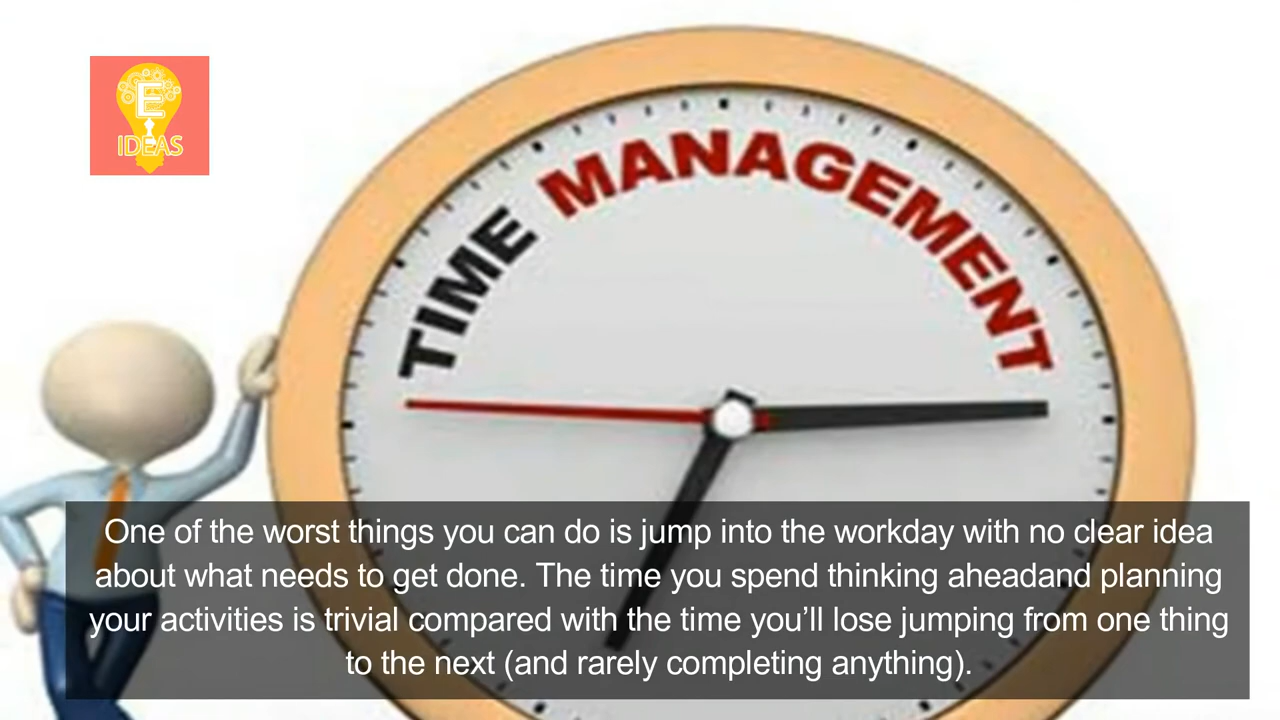 E
IDEAS
TIME MANAGEMENT
One of the worst things you can do is jump into the workday with no clear idea
about what needs to get done. The time you spend thinking aheadand planning
your activities is trivial compared with the time you’ll lose jumping from one thing
to the next (and rarely completing anything).